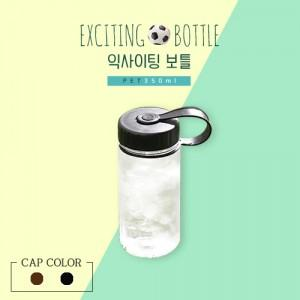 EXCITING BOTTLE
익사이팅 보틀
PET 350ml
CAP COLOR